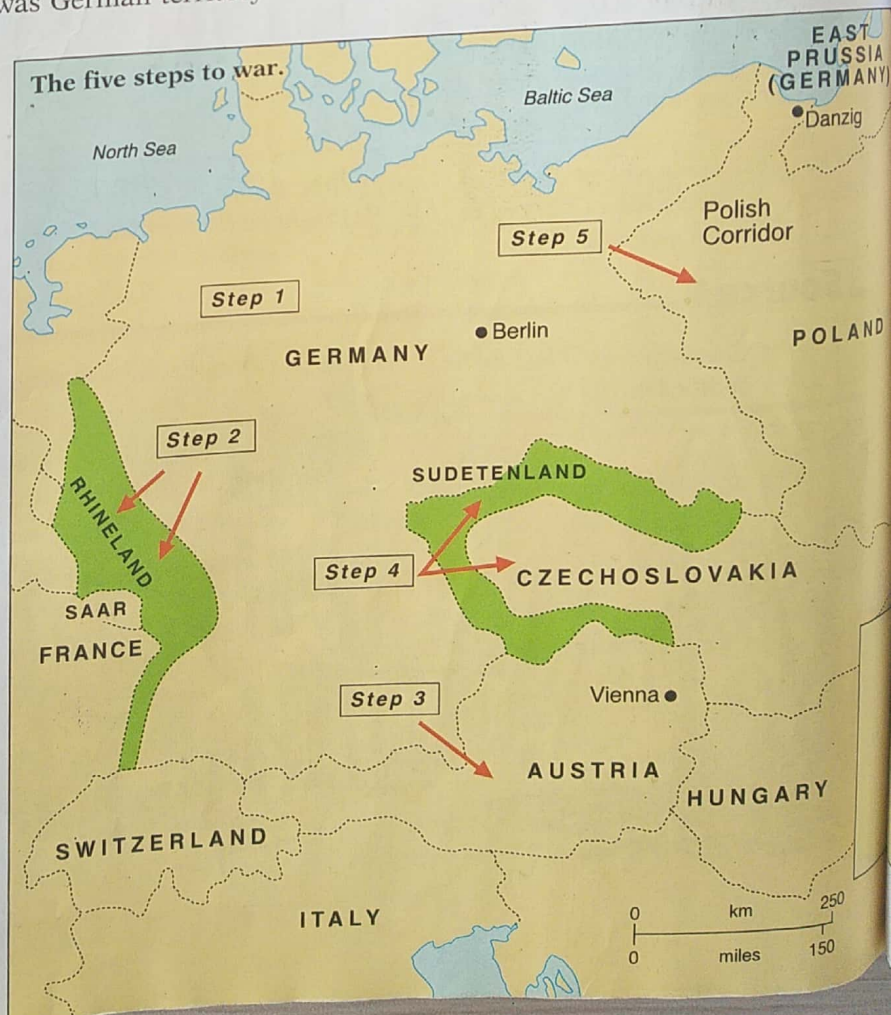 was German
The five steps to war.
EAST
PRUSSIA
(GERMANY)
Baltic Sea
Danzig
North Sea
Polish
Corridor
Step 5
Step 1
Berlin
GERMANY
POLAND
Step 2
SUDETENLAND
RHINELAND
Step 4
CZECHOSLOVAKIA
SAAR
FRANCE
Step 3
Vienna
AUSTRIA
HUNGARY
SWITZERLAND
ITALY
0 km 250
0 miles 150